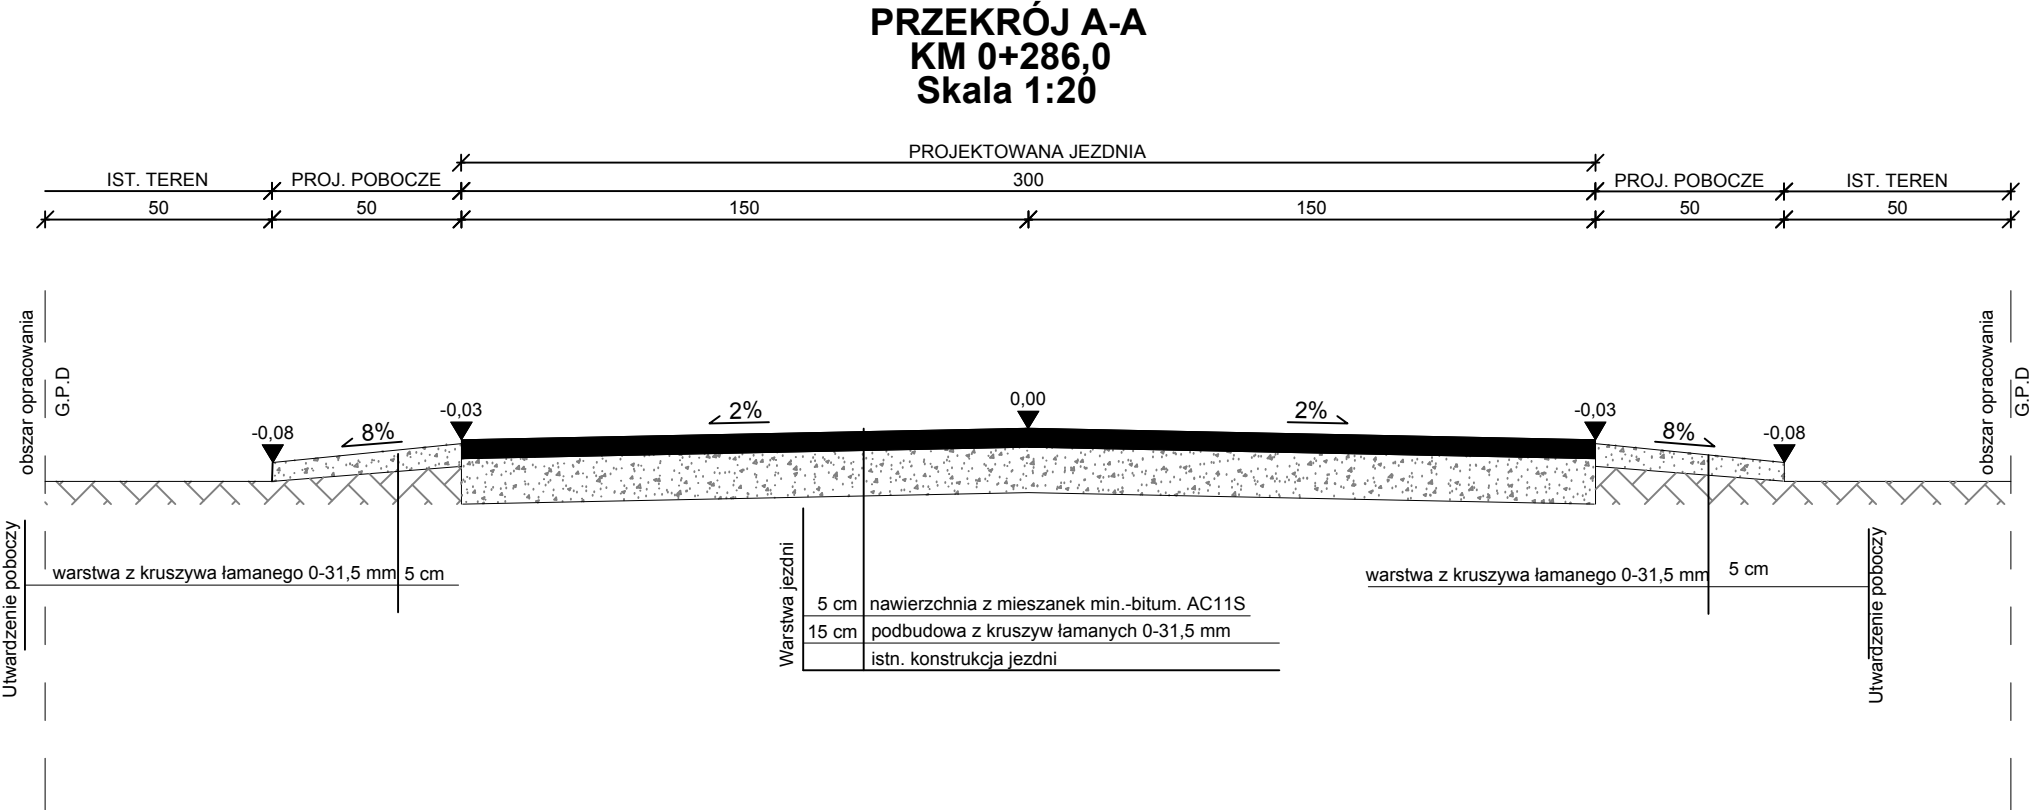 PRZEKRÓJ A-A
KM 0+286,0
Skala 1:20
PROJEKTOWANA JEZDNIA
IST. TEREN PROJ. POBOCZE 300 PROJ. POBOCZE IST. TEREN
50 50 150 150 50 50
obszar opracowania
G.P.D
obszar opracowania
G.P.D
-0,08 8% -0,03 2% 0,00 2% -0,03 8% -0,08
Utwardzenie poboczy
warstwa z kruszywa łamanego 0-31,5 mm 5 cm
Warstwa jezdni
5 cm nawierzchnia z mieszanek min.-bitum. AC11S
15 cm podbudowa z kruszyw łamanych 0-31,5 mm
istn. konstrukcja jezdni
warstwa z kruszywa łamanego 0-31,5 mm 5 cm
Utwardzenie poboczy